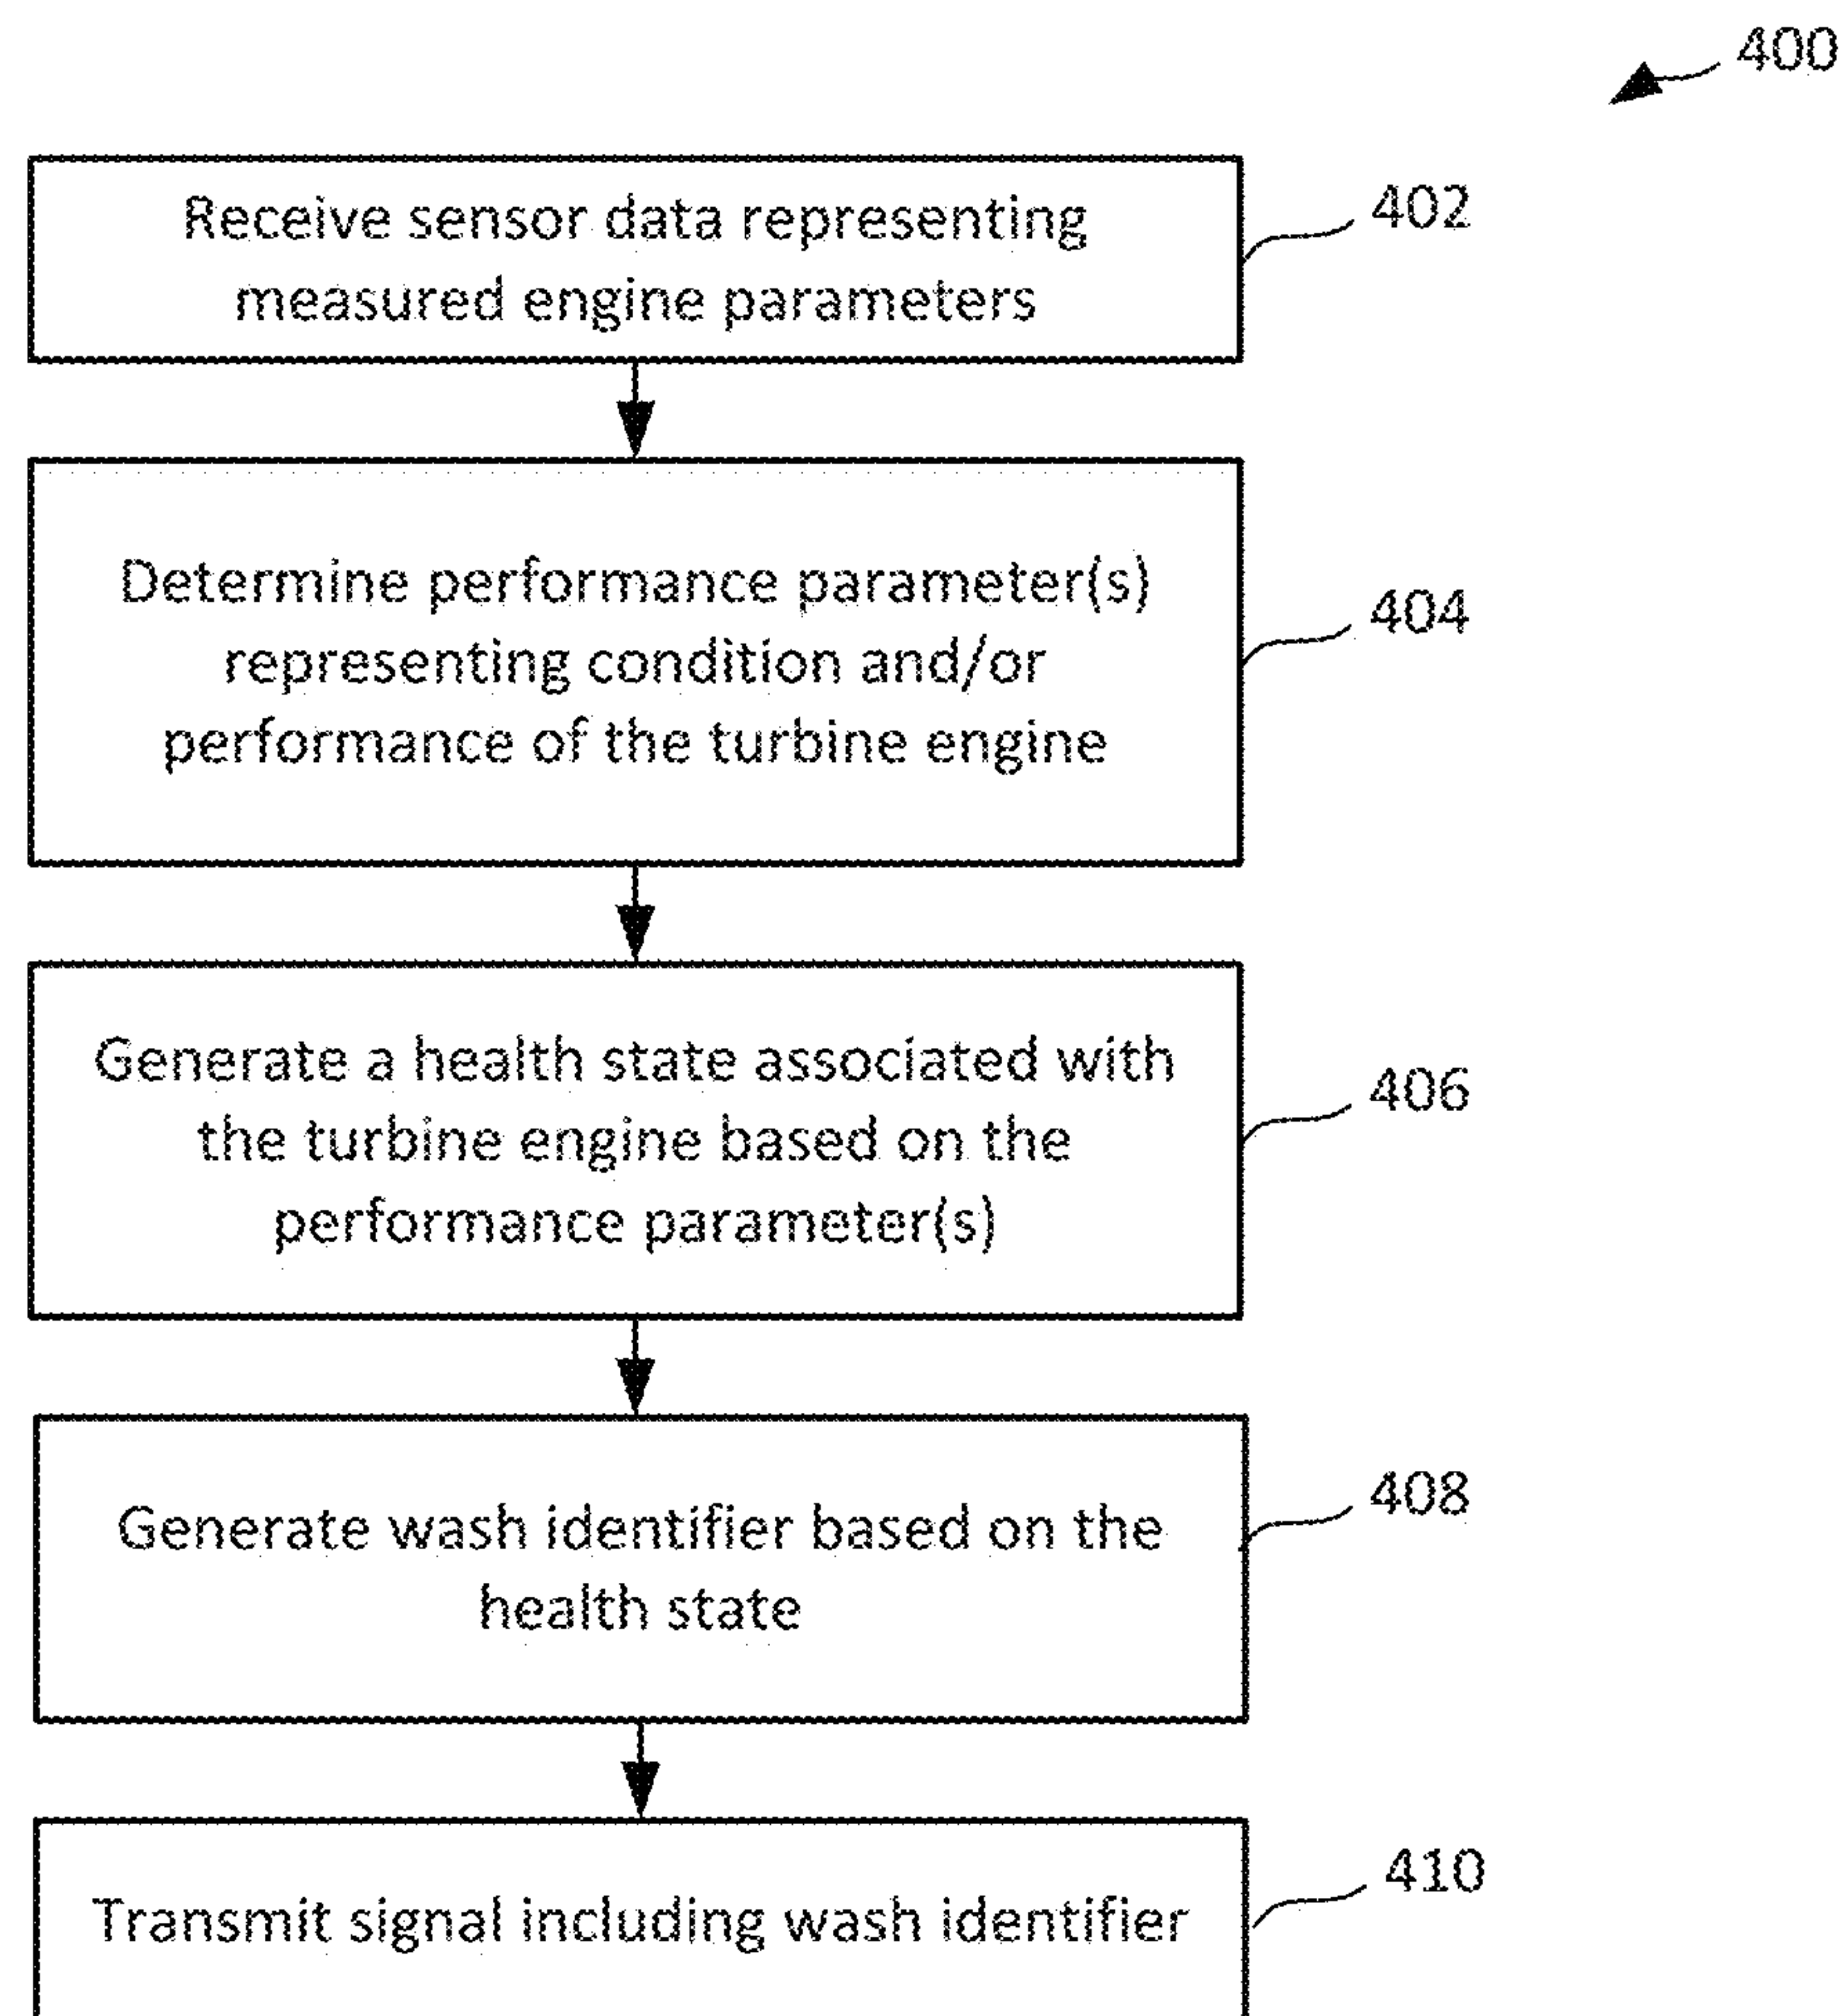 400
Receive sensor data representing
measured engine parameters
402
Determine performance parameter(s)
representing condition and/or
performance of the turbine engine
404
Generate a health state associated with
the turbine engine based on the
performance parameter(s)
406
Generate wash identifier based on the
health state
408
Transmit signal including wash identifier
410